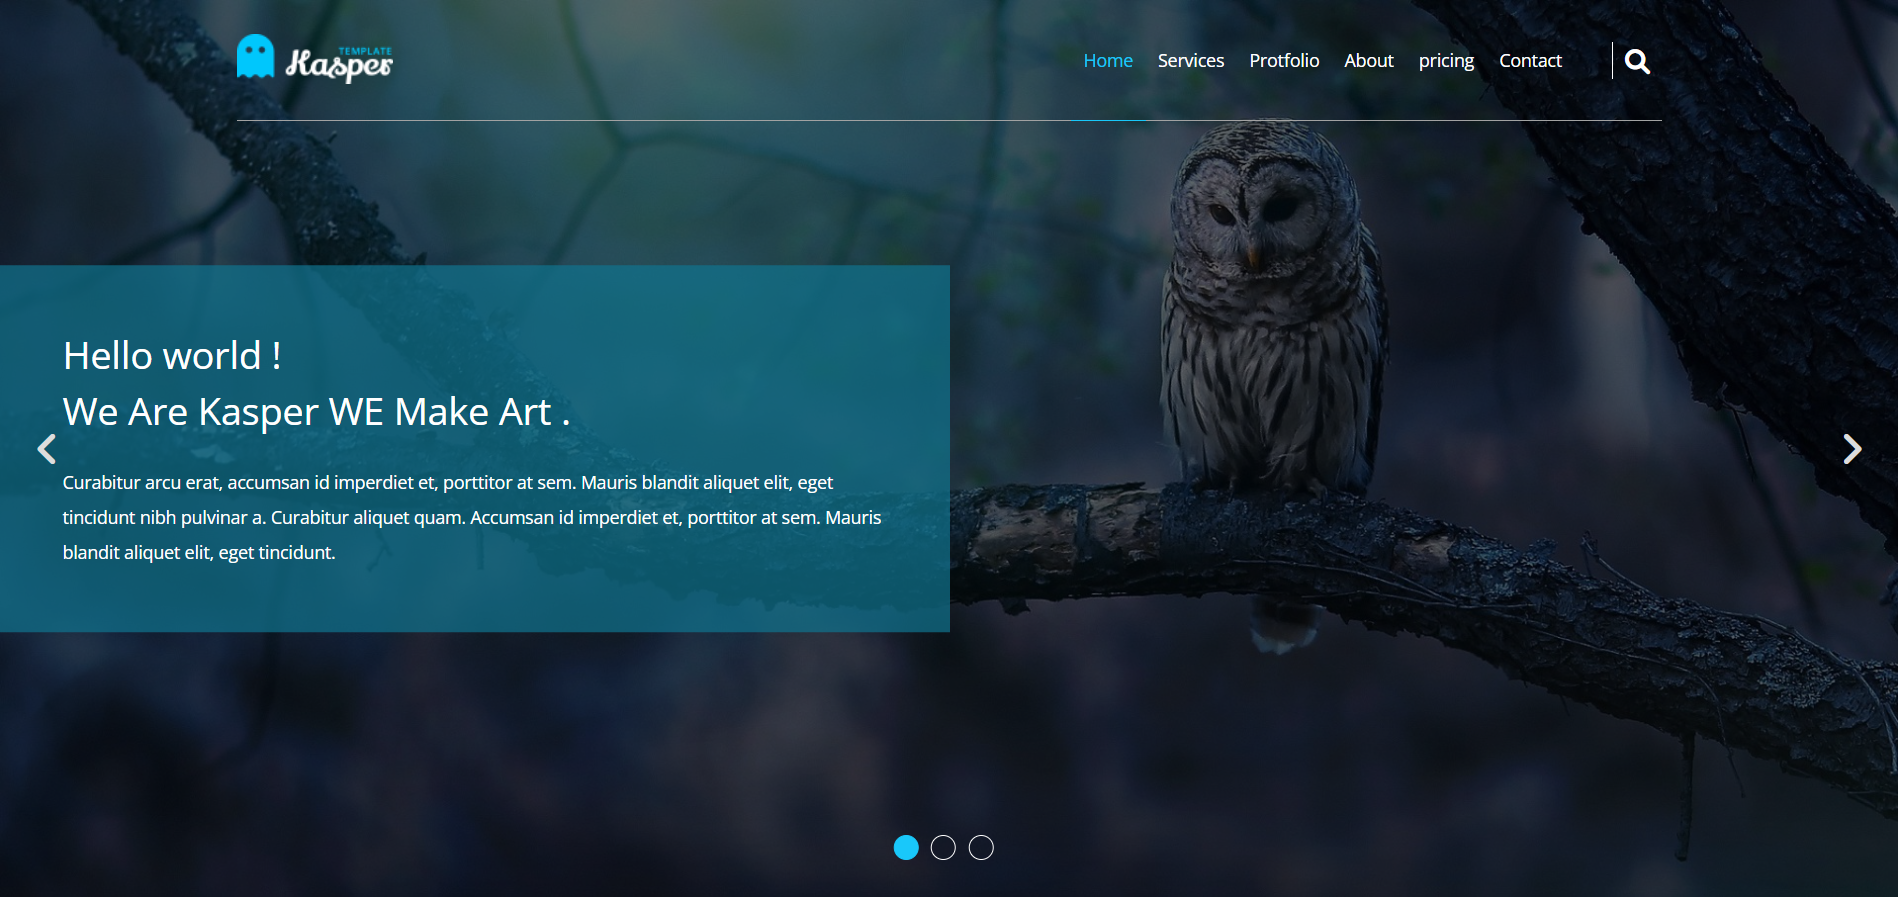 TEMPLATE
Kasper
Home Services Protfolio About pricing Contact
Hello world !
We Are Kasper WE Make Art .
Curabitur arcu erat, accumsan id imperdiet et, porttitor at sem. Mauris blandit aliquet elit, eget
tincidunt nibh pulvinar a. Curabitur aliquet quam. Accumsan id imperdiet et, porttitor at sem. Mauris
blandit aliquet elit, eget tincidunt.